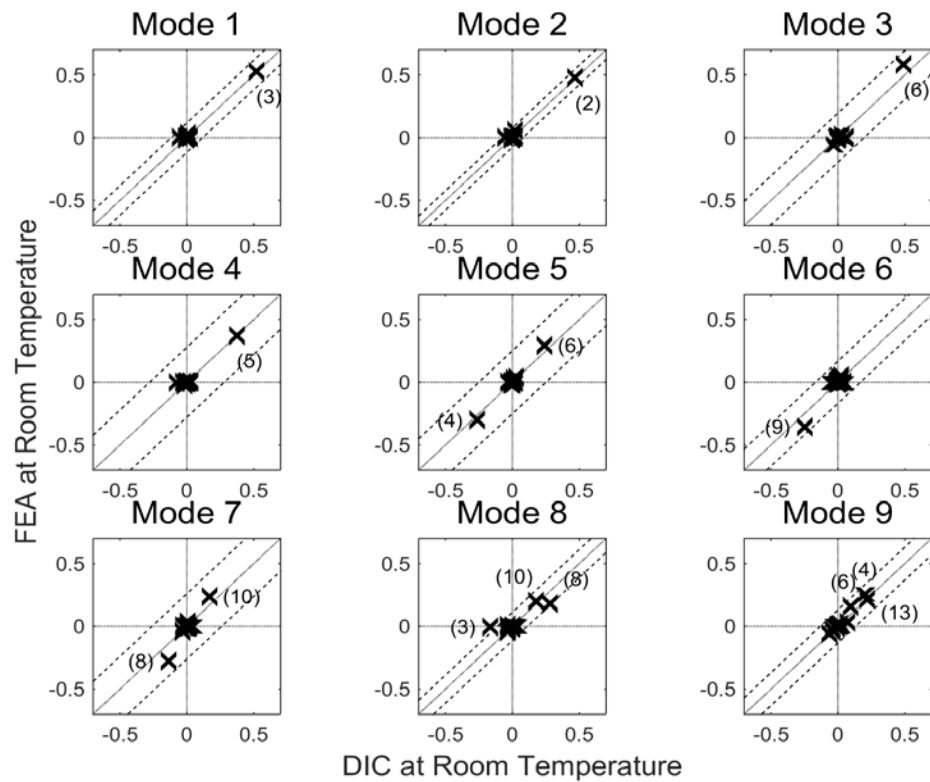 Mode 1 Mode 2 Mode 3
0.5 (3) 0.5 (2) 0.5 (6)
0 0 0
-0.5 -0.5 -0.5
-0.5 0 0.5 -0.5 0 0.5 -0.5 0 0.5
Mode 4 Mode 5 Mode 6
0.5 (5) 0.5 (6) 0.5
0 0 0
-0.5 -0.5 (4) -0.5 (9)
-0.5 0 0.5 -0.5 0 0.5 -0.5 0 0.5
Mode 7 Mode 8 Mode 9
0.5 (10) 0.5 (10) (8) 0.5 (6) (4) (13)
0 0 (3) 0
-0.5 (8) -0.5 -0.5
-0.5 0 0.5 -0.5 0 0.5 -0.5 0 0.5
FEA at Room Temperature
DIC at Room Temperature